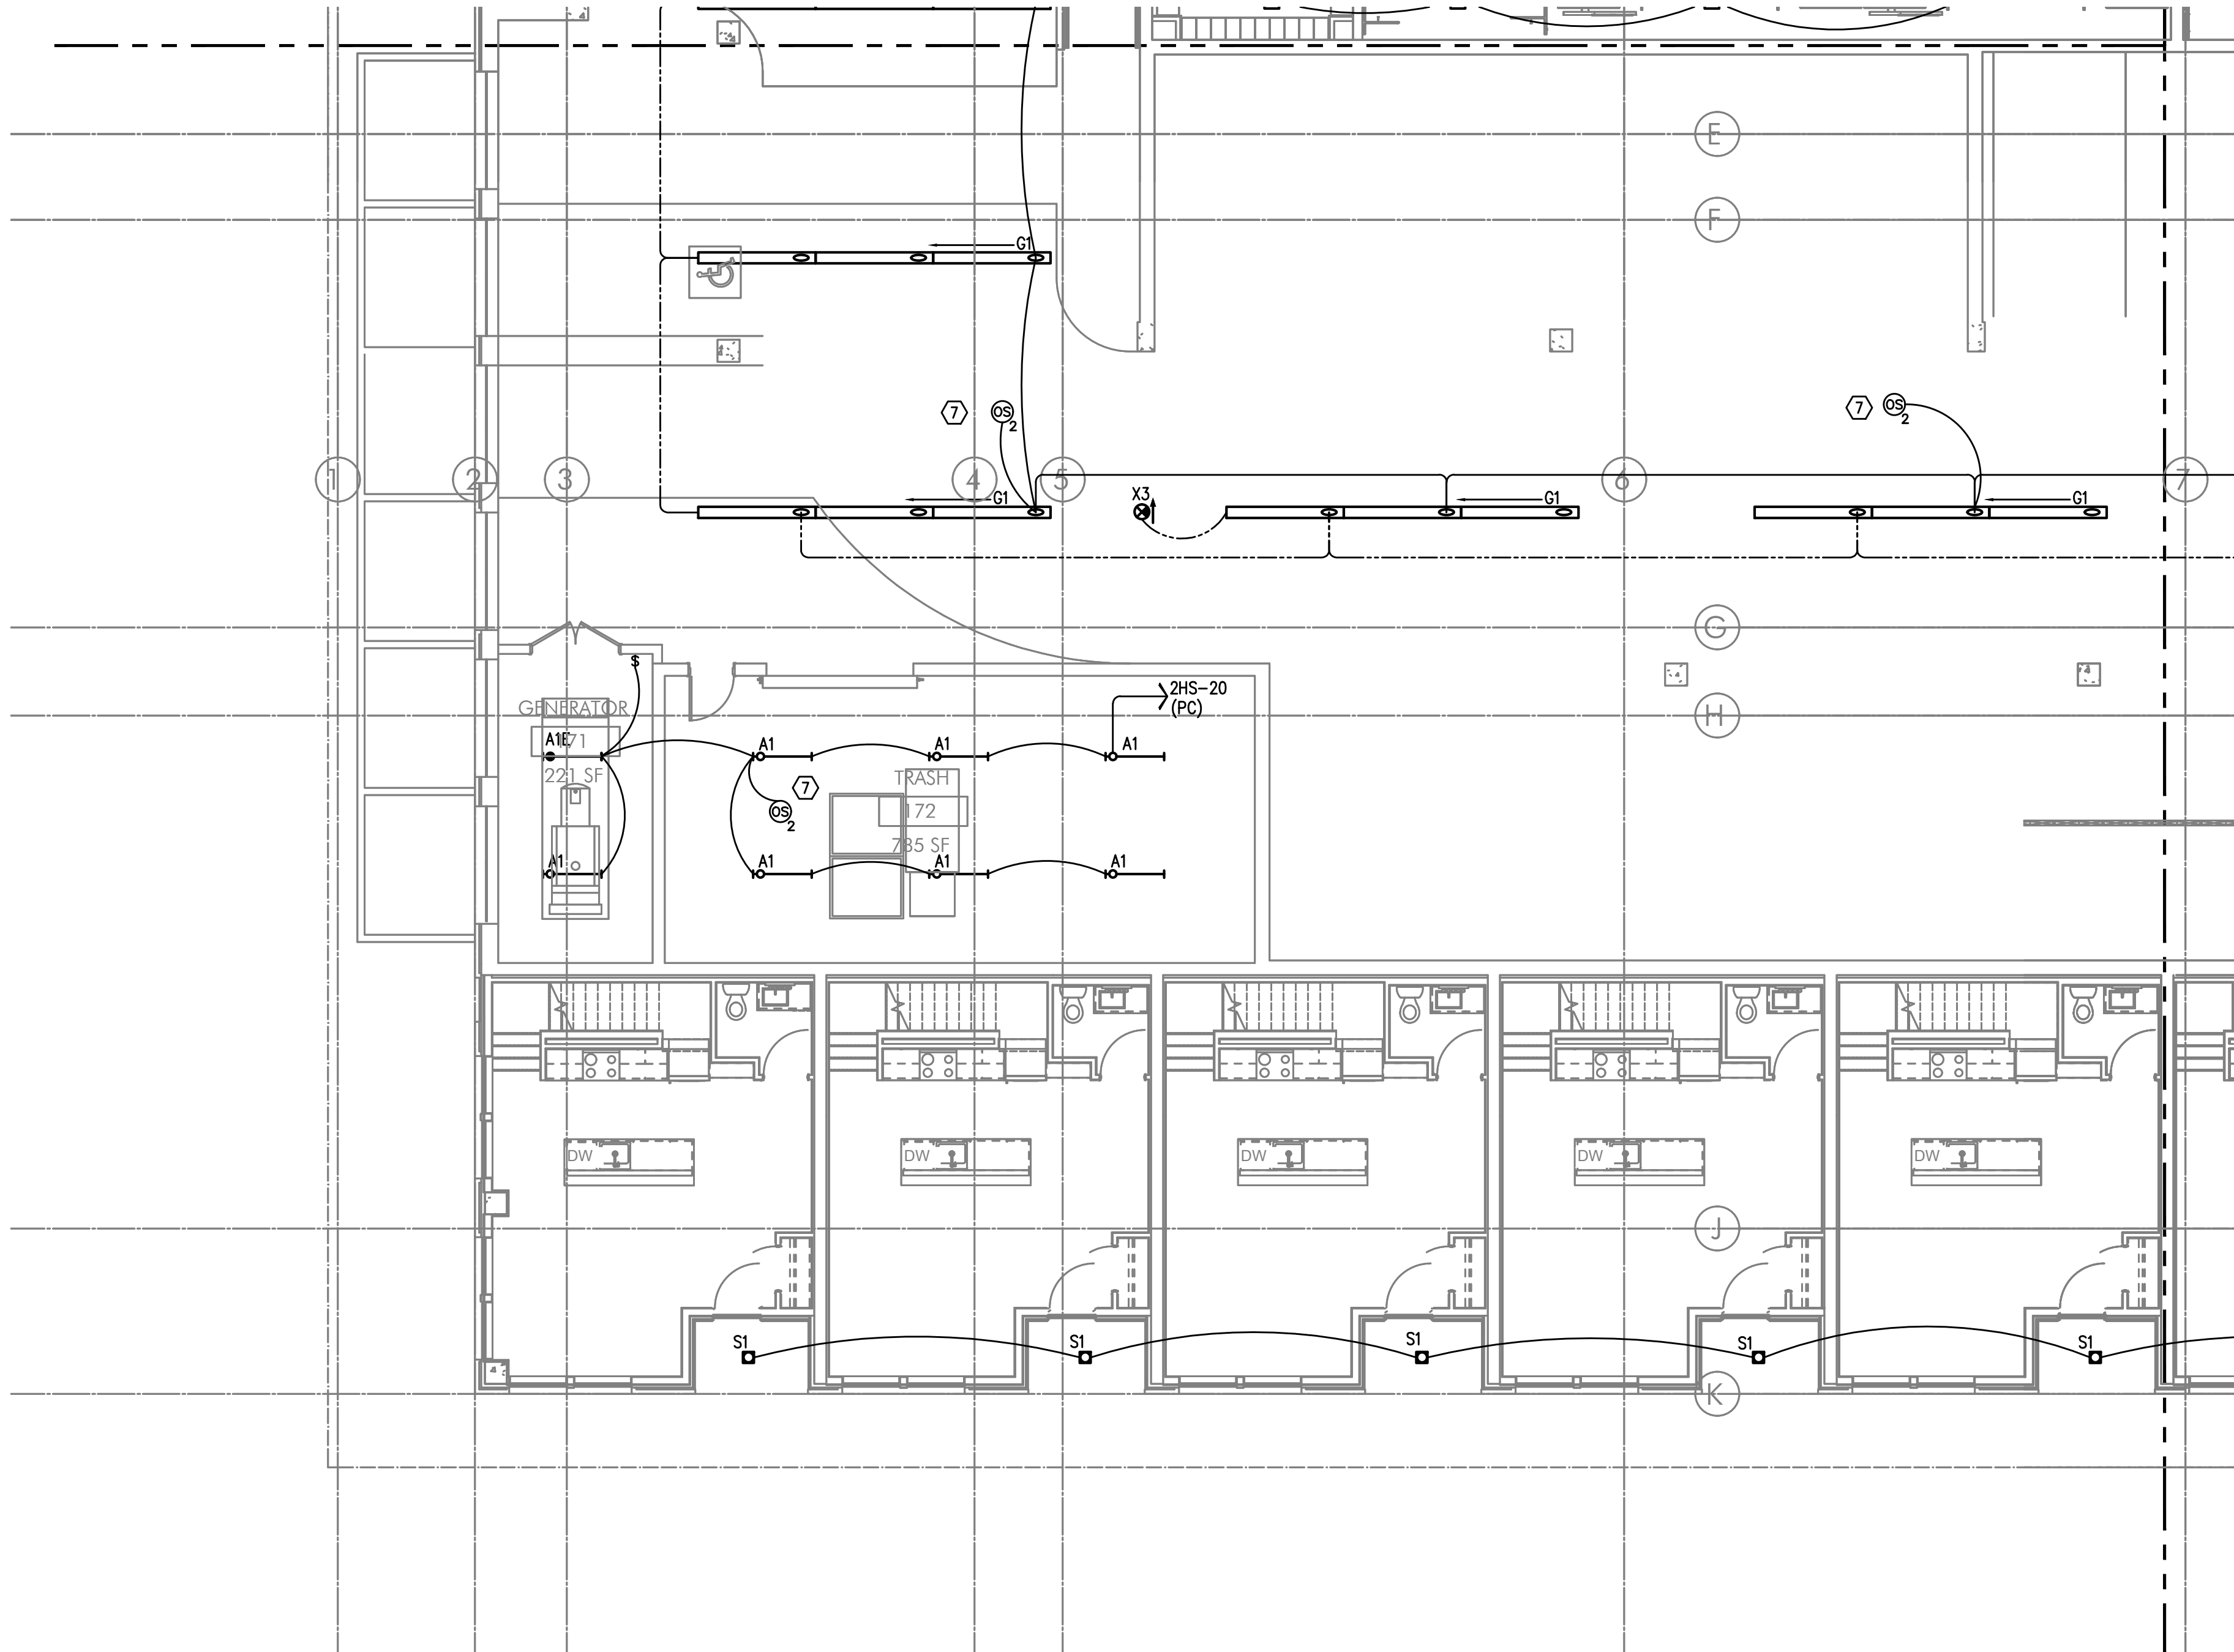 E
F
G1
7
OS
2
7
OS
2
1
2
3
4
5
6
7
G1
X3
G1
G1
G
$
2HS-20
(PC)
H
GENERATOR
171
A1E
221 SF
A1
A1
A1
7
OS
2
TRASH
172
785 SF
A1
A1
A1
A1
DW
DW
DW
DW
DW
J
S1
S1
S1
S1
S1
K